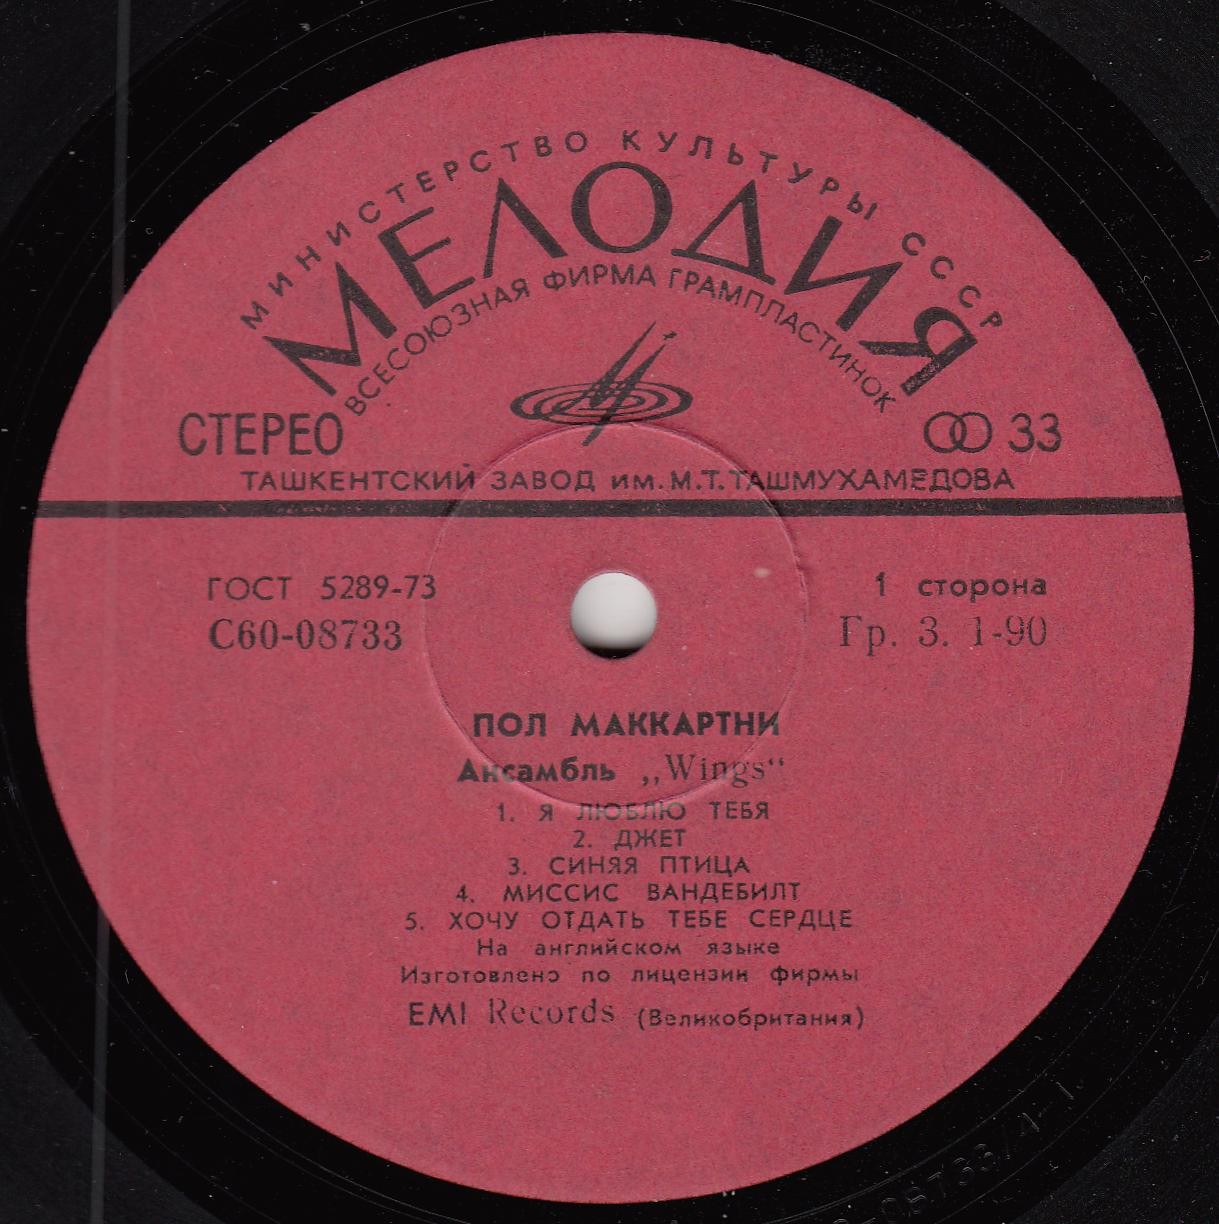 МИНИСТЕРСТВО КУЛЬТУРЫ СССР
МЕЛОДИЯ
ВСЕСОЮЗНАЯ ФИРМА ГРАМПЛАСТИНОК
СТЕРЕО
33
ТАШКЕНТСКИЙ ЗАВОД им. М.Т.ТАШМУХАМЕДОВА
ГОСТ 5289-73
1 сторона
С60-08733
Гр. 3. 1-90
ПОЛ МАККАРТНИ
Ансамбль „Wings“
1. Я ЛЮБЛЮ ТЕБЯ
2. ДЖЕТ
3. СИНЯЯ ПТИЦА
4. МИССИС ВАНДЕБИЛТ
5. ХОЧУ ОТДАТЬ ТЕБЕ СЕРДЦЕ
На английском языке
Изготовлено по лицензии фирмы
EMI Records (Великобритания)